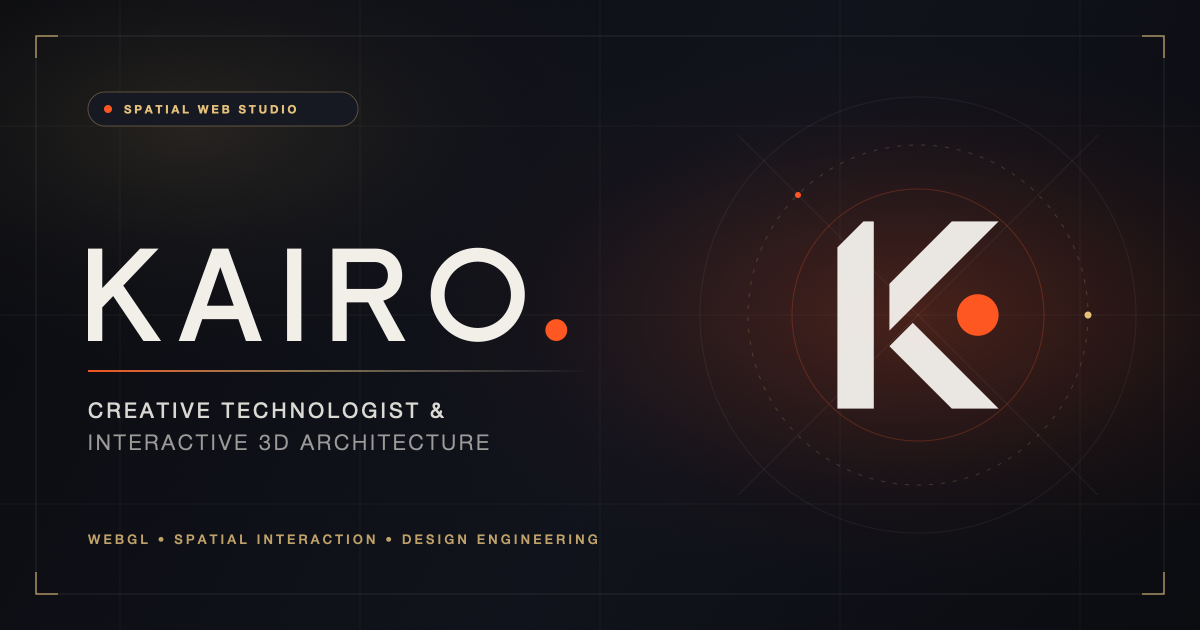 SPATIAL WEB STUDIO
KAIRO.
CREATIVE TECHNOLOGIST &
INTERACTIVE 3D ARCHITECTURE
WEBGL • SPATIAL INTERACTION • DESIGN ENGINEERING
K